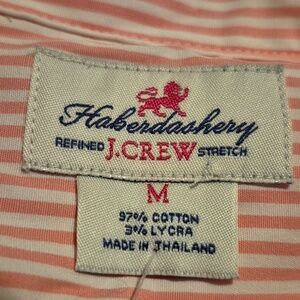 Haberdashery
REFINED J.CREW STRETCH
M
97% COTTON
3% LYCRA
MADE IN THAILAND